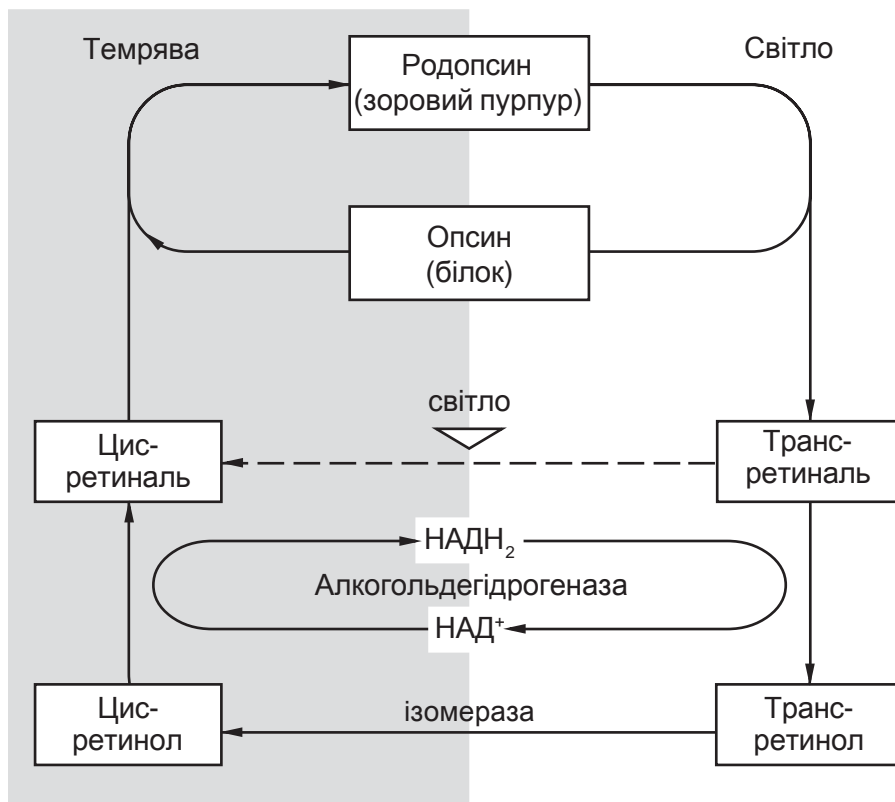 Темрява
Родопсин
(зоровий пурпур)
Світло
Опсин
(білок)
світло
Цис-
ретиналь
Транс-
ретиналь
НАДН₂
Алкогольдегідрогеназа
НАД⁺
Цис-
ретинол
ізомераза
Транс-
ретинол